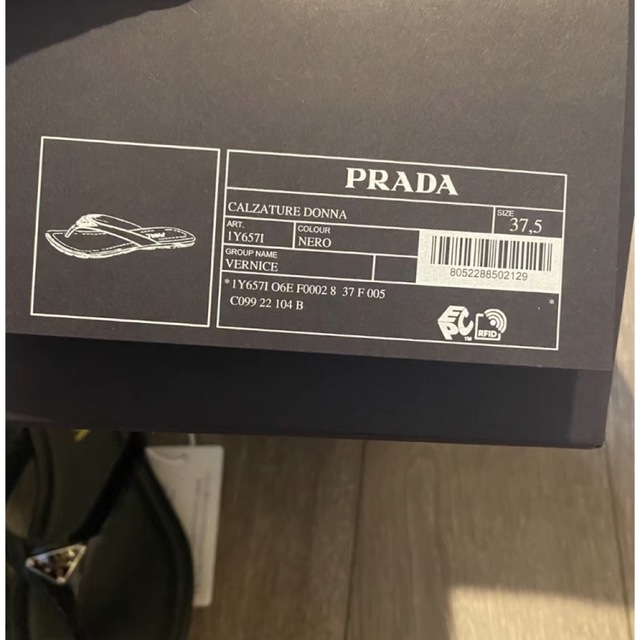 PRADA
CALZATURE DONNA
SIZE
37,5
ART.
1Y657I
COLOUR
NERO
GROUP NAME
VERNICE
8052288502129
*1Y657I O6E F0002 8 37 F 005 *
C099 22 104 B
EPC™
RFID